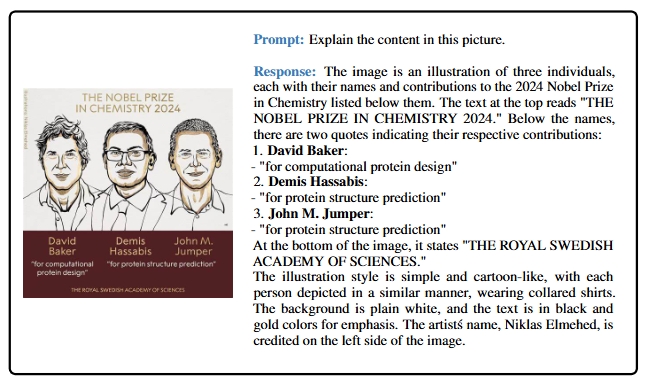 THE NOBEL PRIZE
IN CHEMISTRY 2024
David
Baker
"for computational
protein design"
Demis
Hassabis
John M.
Jumper
"for protein structure prediction"
THE ROYAL SWEDISH ACADEMY OF SCIENCES
Prompt: Explain the content in this picture.
Response: The image is an illustration of three individuals,
each with their names and contributions to the 2024 Nobel Prize
in Chemistry listed below them. The text at the top reads "THE
NOBEL PRIZE IN CHEMISTRY 2024." Below the names,
there are two quotes indicating their respective contributions:
1. David Baker:
- "for computational protein design"
2. Demis Hassabis:
- "for protein structure prediction"
3. John M. Jumper:
- "for protein structure prediction"
At the bottom of the image, it states "THE ROYAL SWEDISH
ACADEMY OF SCIENCES."
The illustration style is simple and cartoon-like, with each
person depicted in a similar manner, wearing collared shirts.
The background is plain white, and the text is in black and
gold colors for emphasis. The artistś name, Niklas Elmehed, is
credited on the left side of the image.